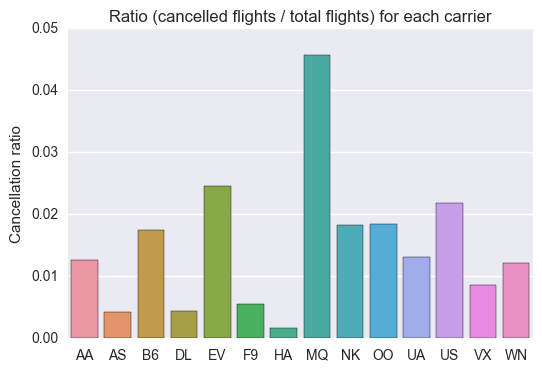 Ratio (cancelled flights / total flights) for each carrier
0.05
0.04
0.03
0.02
0.01
0.00
Cancellation ratio
AA AS B6 DL EV F9 HA MQ NK OO UA US VX WN